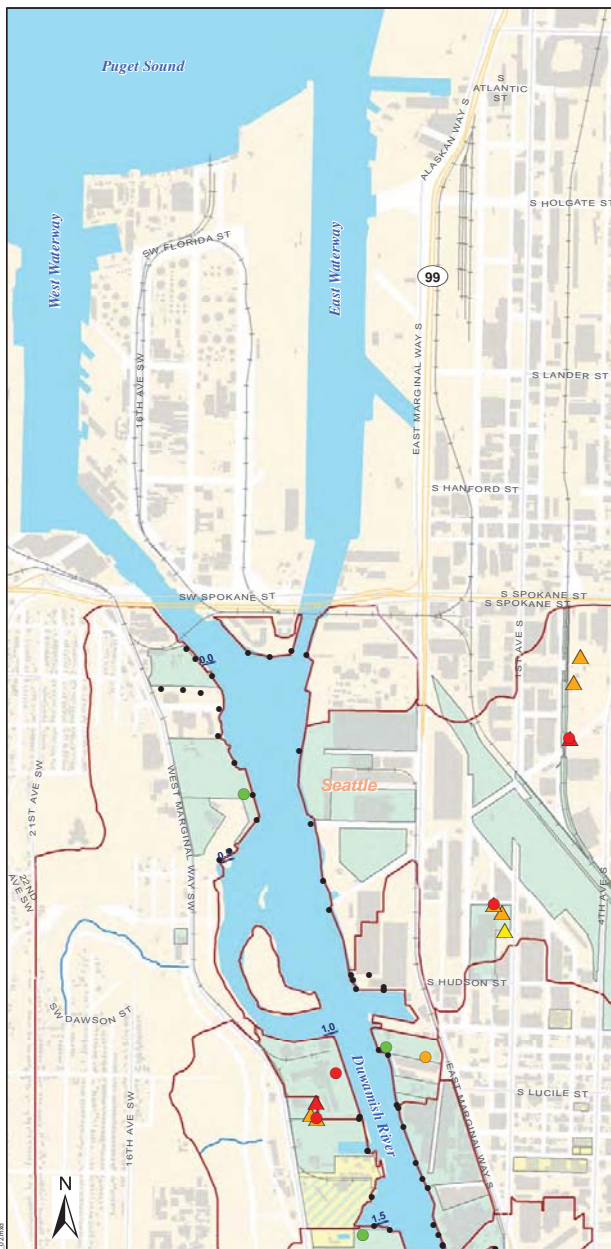 Puget Sound
S
ATLANTIC
ST
ALASKAN WAY S
S HOLGATE ST
SW FLORIDA ST
West Waterway
East Waterway
99
EAST MARGINAL WAY S
16TH AVE SW
S LANDER ST
S HANFORD ST
SW SPOKANE ST
S SPOKANE ST
S SPOKANE ST
1ST AVE S
0.0
Seattle
WEST MARGINAL WAY SW
21ST AVE SW
22ND
AVE SW
4TH AVE S
S HUDSON ST
SW DAWSON ST
1.0
Duwamish River
EAST MARGINAL WAY S
S LUCILE ST
16TH AVE SW
N
1.5